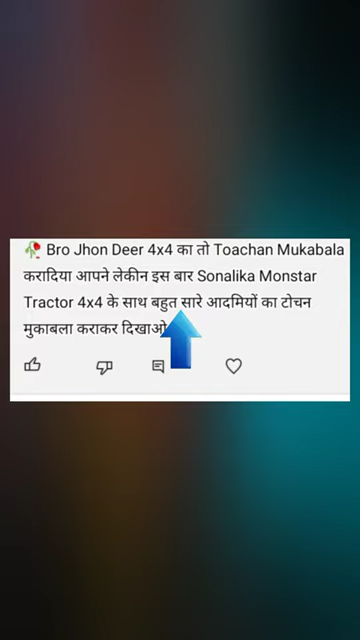 🥀 Bro Jhon Deer 4x4 का तो Toachan Mukabala
करादिया आपने लेकीन इस बार Sonalika Monstar
Tractor 4x4 के साथ बहुत सारे आदमियों का टोचन
मुकाबला कराकर दिखाओ